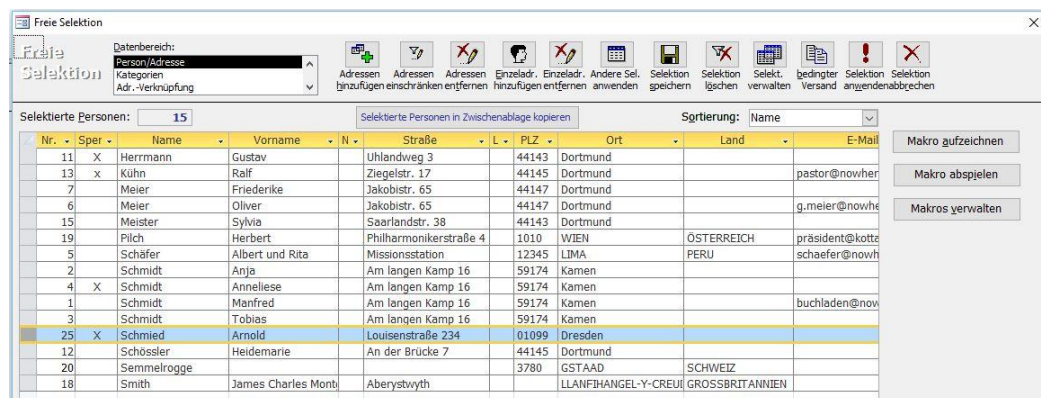 Freie Selektion
Freie
Selektion
Datenbereich:
Person/Adresse
Kategorien
Adr.-Verknüpfung
Adressen hinzufügen
Adressen einschränken
Adressen entfernen
Einzeladr. hinzufügen
Einzeladr. entfernen
Andere Sel. anwenden
Selektion speichern
Selektion löschen
Selekt. verwalten
bedingter Versand
Selektion anwenden
Selektion abbrechen
Selektierte Personen: 15
Selektierte Personen in Zwischenablage kopieren
Sortierung: Name
Nr. Sper Name Vorname N Straße L PLZ Ort Land E-Mail
11 X Herrmann Gustav Uhlandweg 3 44143 Dortmund
13 x Kühn Ralf Ziegelstr. 17 44145 Dortmund pastor@nowher
7 Meier Friederike Jakobistr. 65 44147 Dortmund
6 Meier Oliver Jakobistr. 65 44147 Dortmund g.meier@nowhe
15 Meister Sylvia Saarlandstr. 38 44143 Dortmund
19 Pilch Herbert Philharmonikerstraße 4 1010 WIEN ÖSTERREICH präsident@kotta
5 Schäfer Albert und Rita Missionsstation 12345 LIMA PERU schaefer@nowh
2 Schmidt Anja Am langen Kamp 16 59174 Kamen
4 X Schmidt Anneliese Am langen Kamp 16 59174 Kamen
1 Schmidt Manfred Am langen Kamp 16 59174 Kamen buchladen@now
3 Schmidt Tobias Am langen Kamp 16 59174 Kamen
25 X Schmied Arnold Louisenstraße 234 01099 Dresden
12 Schössler Heidemarie An der Brücke 7 44145 Dortmund
20 Semmelrogge 3780 GSTAAD SCHWEIZ
18 Smith James Charles Mont Aberystwyth LLANFIHANGEL-Y-CREUI GROSSBRITANNIEN
Makro aufzeichnen
Makro abspielen
Makros verwalten